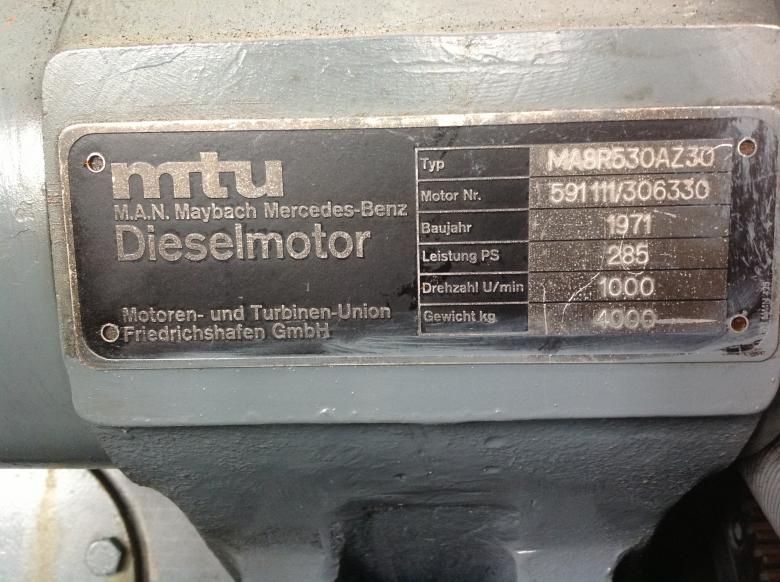 mtu
M.A.N. Maybach Mercedes-Benz
Dieselmotor
Motoren- und Turbinen-Union
Friedrichshafen GmbH
Typ MA8R530AZ30
Motor Nr. 591111/306330
Baujahr 1971
Leistung PS 285
Drehzahl U/min 1000
Gewicht kg 4000